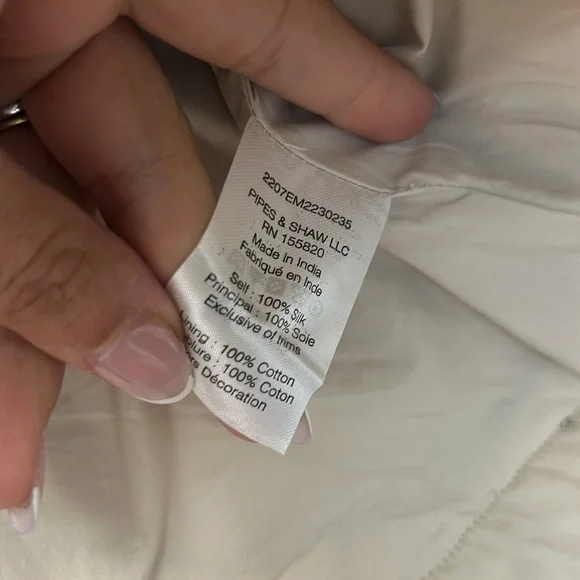 2207EM2230235
PIPES & SHAW LLC
RN 155820
Made in India
Fabriqué en Inde
Self : 100% Silk
Principal : 100% Soie
Exclusive of trims
Lining : 100% Cotton
: 100% Coton
Décoration